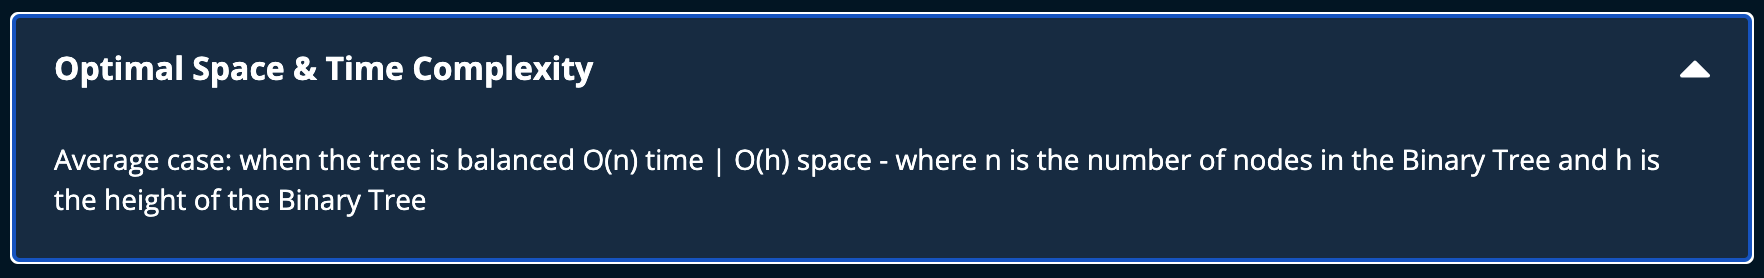 Optimal Space & Time Complexity
Average case: when the tree is balanced O(n) time | O(h) space - where n is the number of nodes in the Binary Tree and h is
the height of the Binary Tree